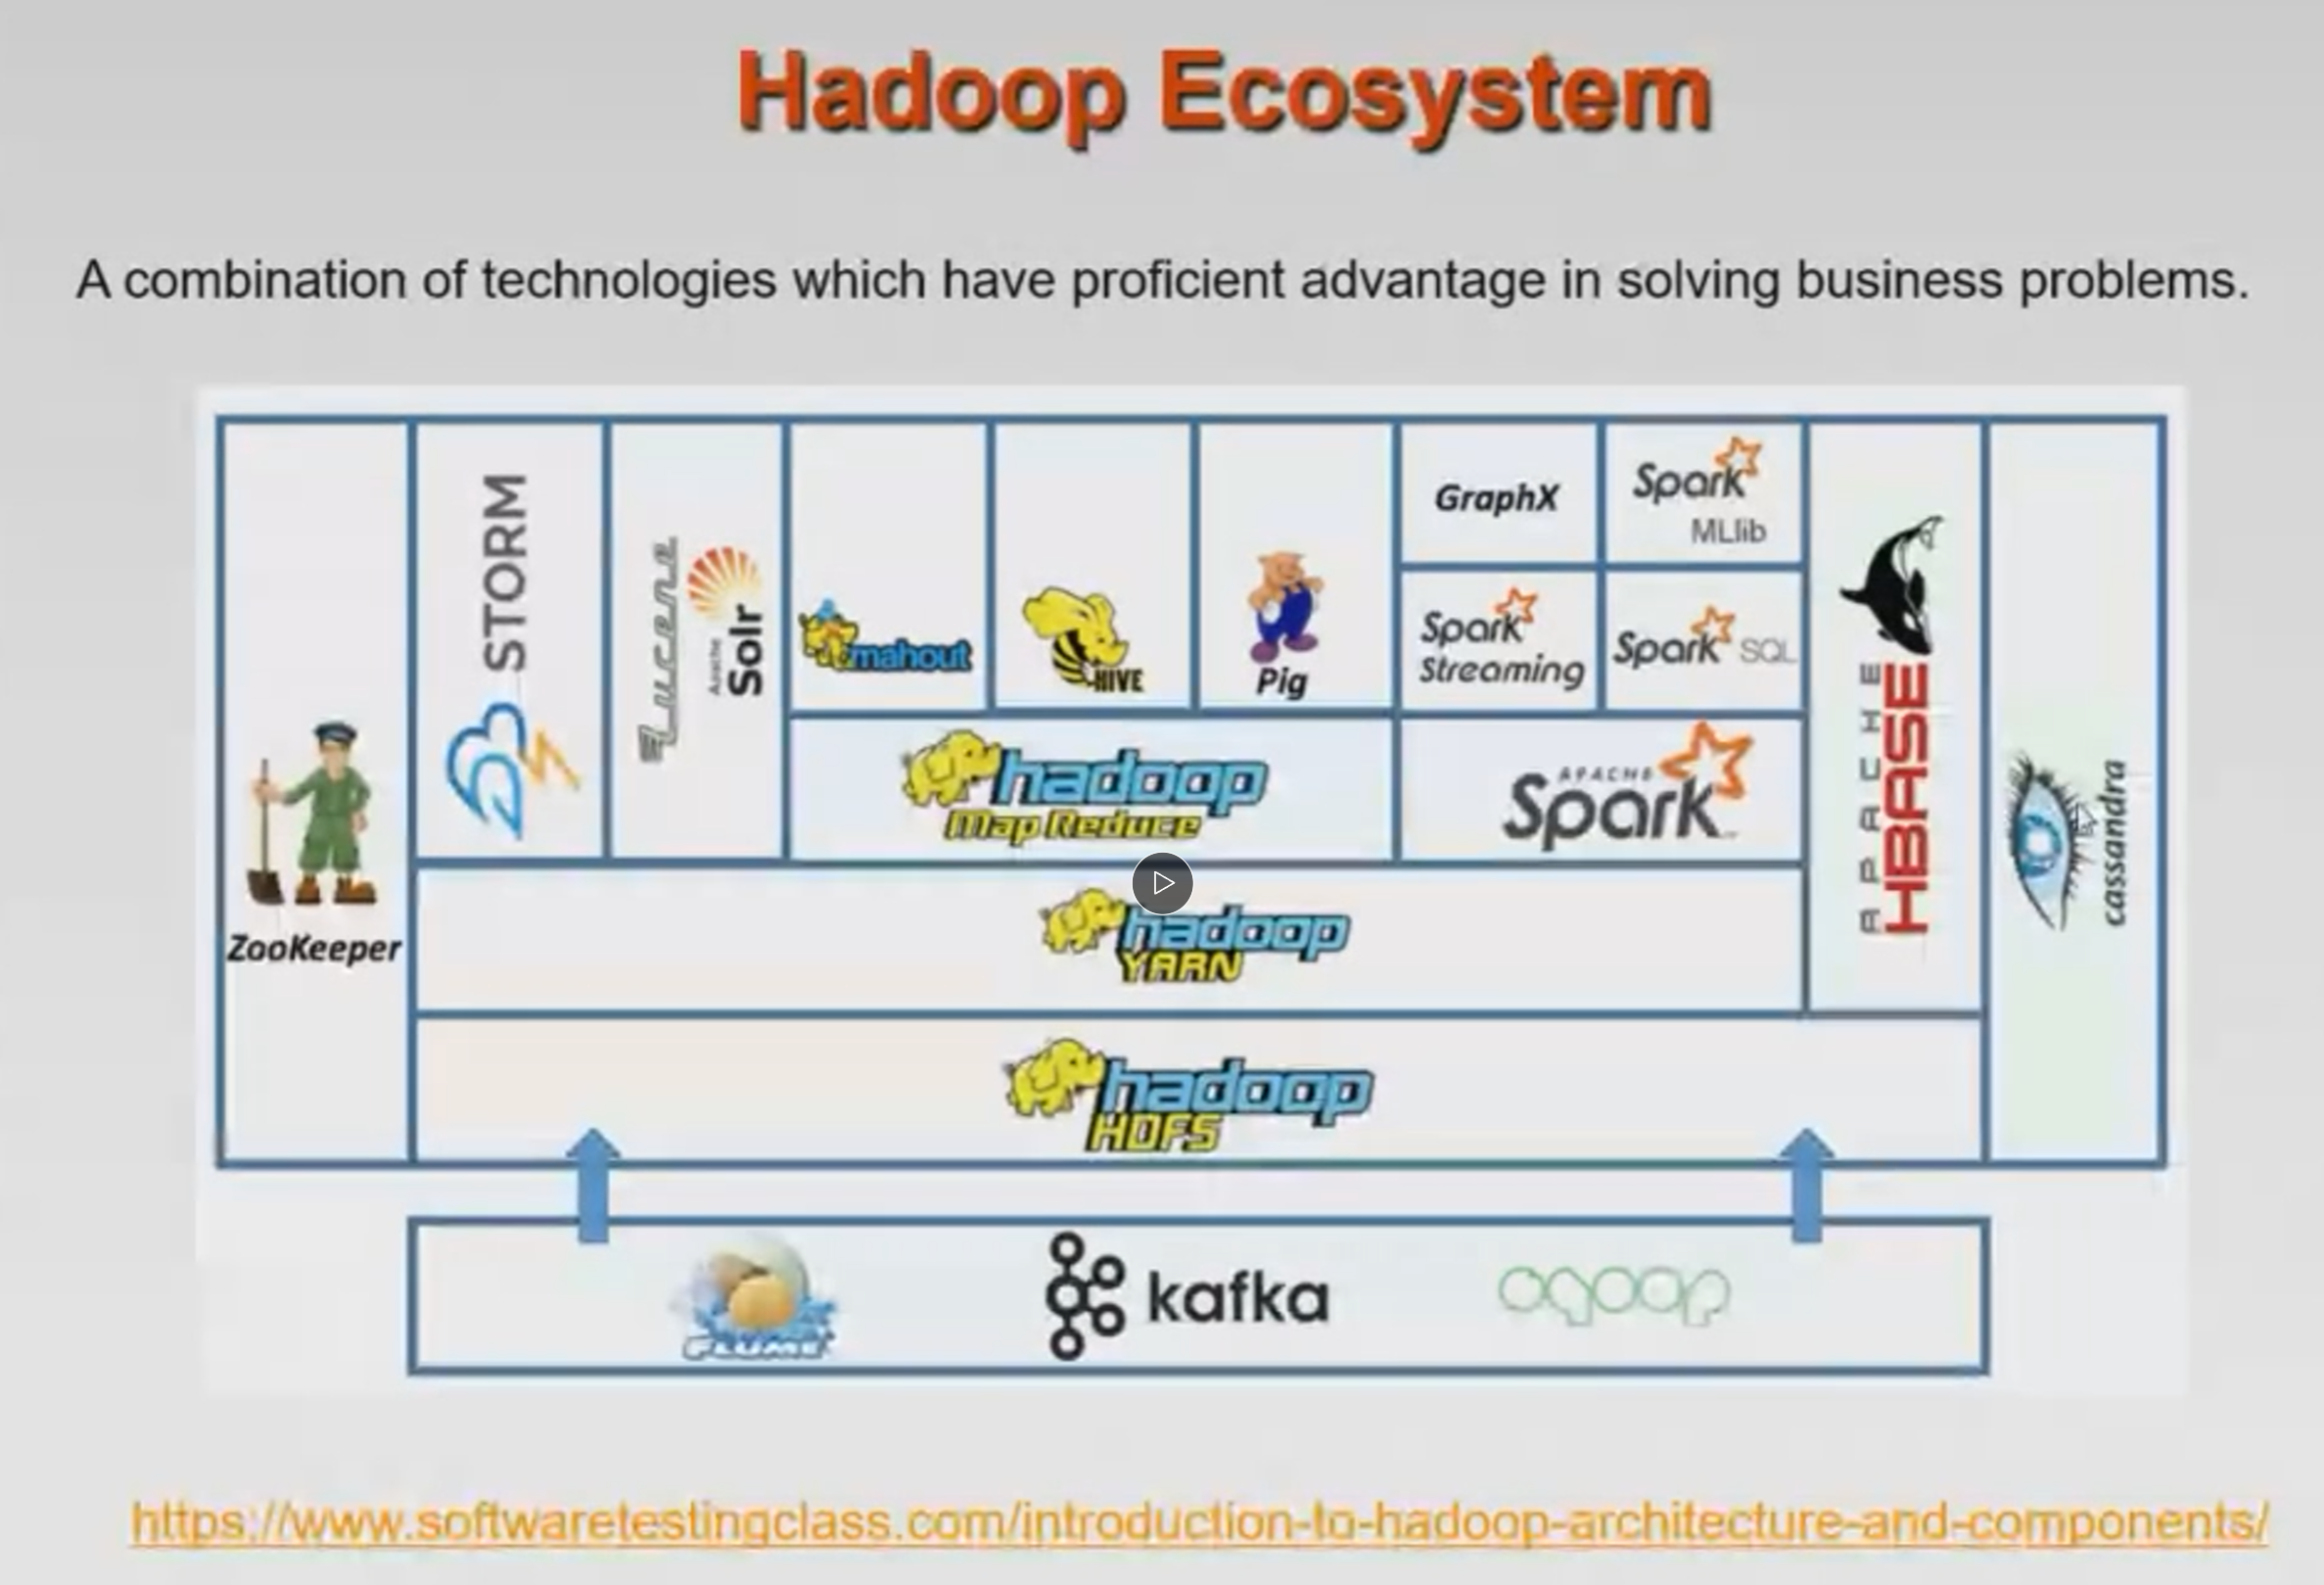 Hadoop Ecosystem
A combination of technologies which have proficient advantage in solving business problems.
ZooKeeper
STORM
Lucene
Apache
Solr
mahout
HIVE
Pig
GraphX
Spark
MLlib
Spark
Streaming
Spark SQL
hadoop
Map Reduce
APACHE
Spark
APACHE
HBASE
cassandra
hadoop
YARN
hadoop
HDFS
FLUME
kafka
sqoop
https://www.softwaretestingclass.com/introduction-to-hadoop-architecture-and-components/